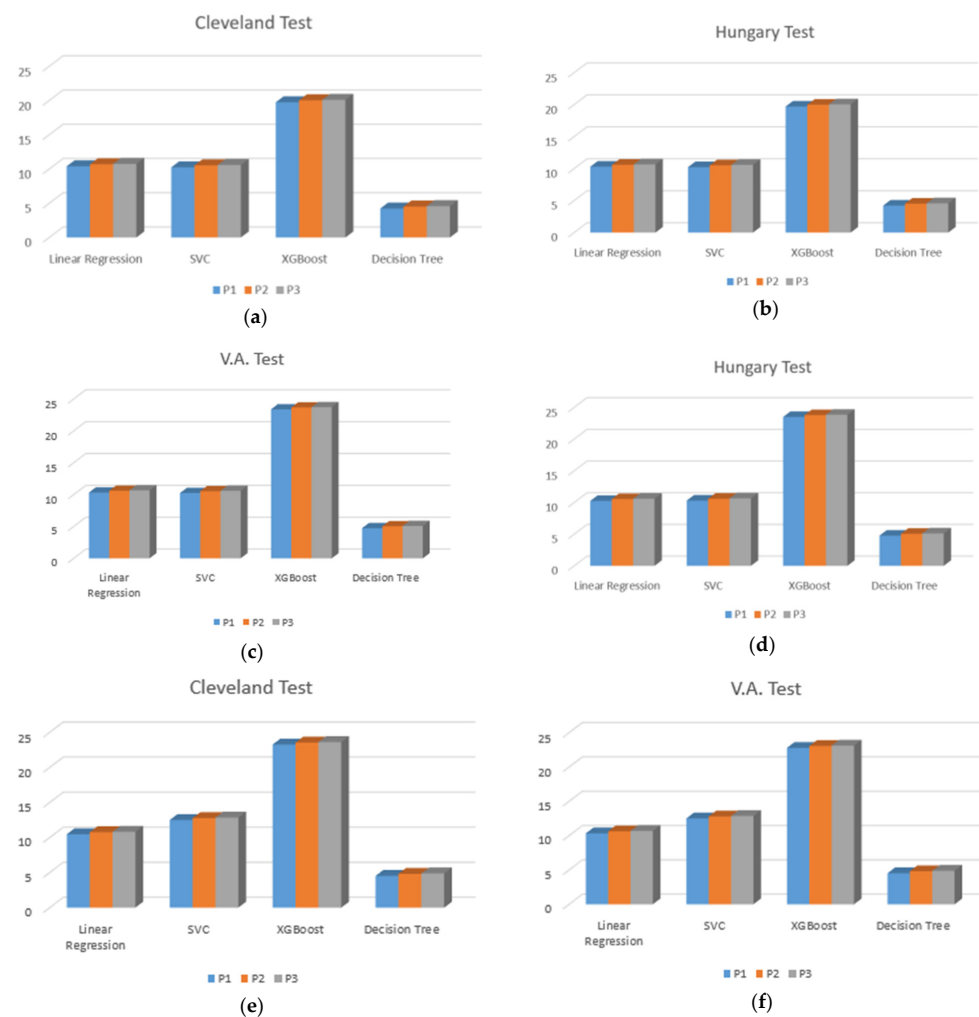 Cleveland Test
25
20
15
10
5
0
Linear Regression SVC XGBoost Decision Tree
P1 P2 P3
(a)
Hungary Test
25
20
15
10
5
0
Linear Regression SVC XGBoost Decision Tree
P1 P2 P3
(b)
V.A. Test
25
20
15
10
5
0
Linear SVC XGBoost Decision Tree
Regression
P1 P2 P3
(c)
Hungary Test
25
20
15
10
5
0
Linear Regression SVC XGBoost Decision Tree
P1 P2 P3
(d)
Cleveland Test
25
20
15
10
5
0
Linear SVC XGBoost Decision Tree
Regression
P1 P2 P3
(e)
V.A. Test
25
20
15
10
5
0
Linear SVC XGBoost Decision Tree
Regression
P1 P2 P3
(f)